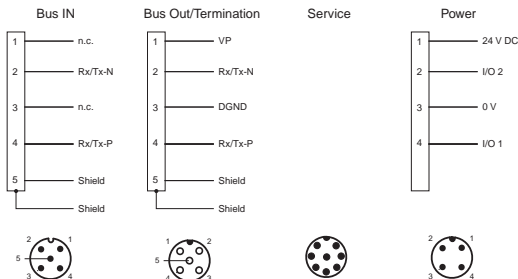 Bus IN Bus Out/Termination Service Power
1 n.c. 1 VP 1 24 V DC
2 Rx/Tx-N 2 Rx/Tx-N 2 I/O 2
3 n.c. 3 DGND 3 0 V
4 Rx/Tx-P 4 Rx/Tx-P 4 I/O 1
5 Shield 5 Shield
Shield Shield
2 1 1 2 2 1
5 5
3 4 4 3 3 4